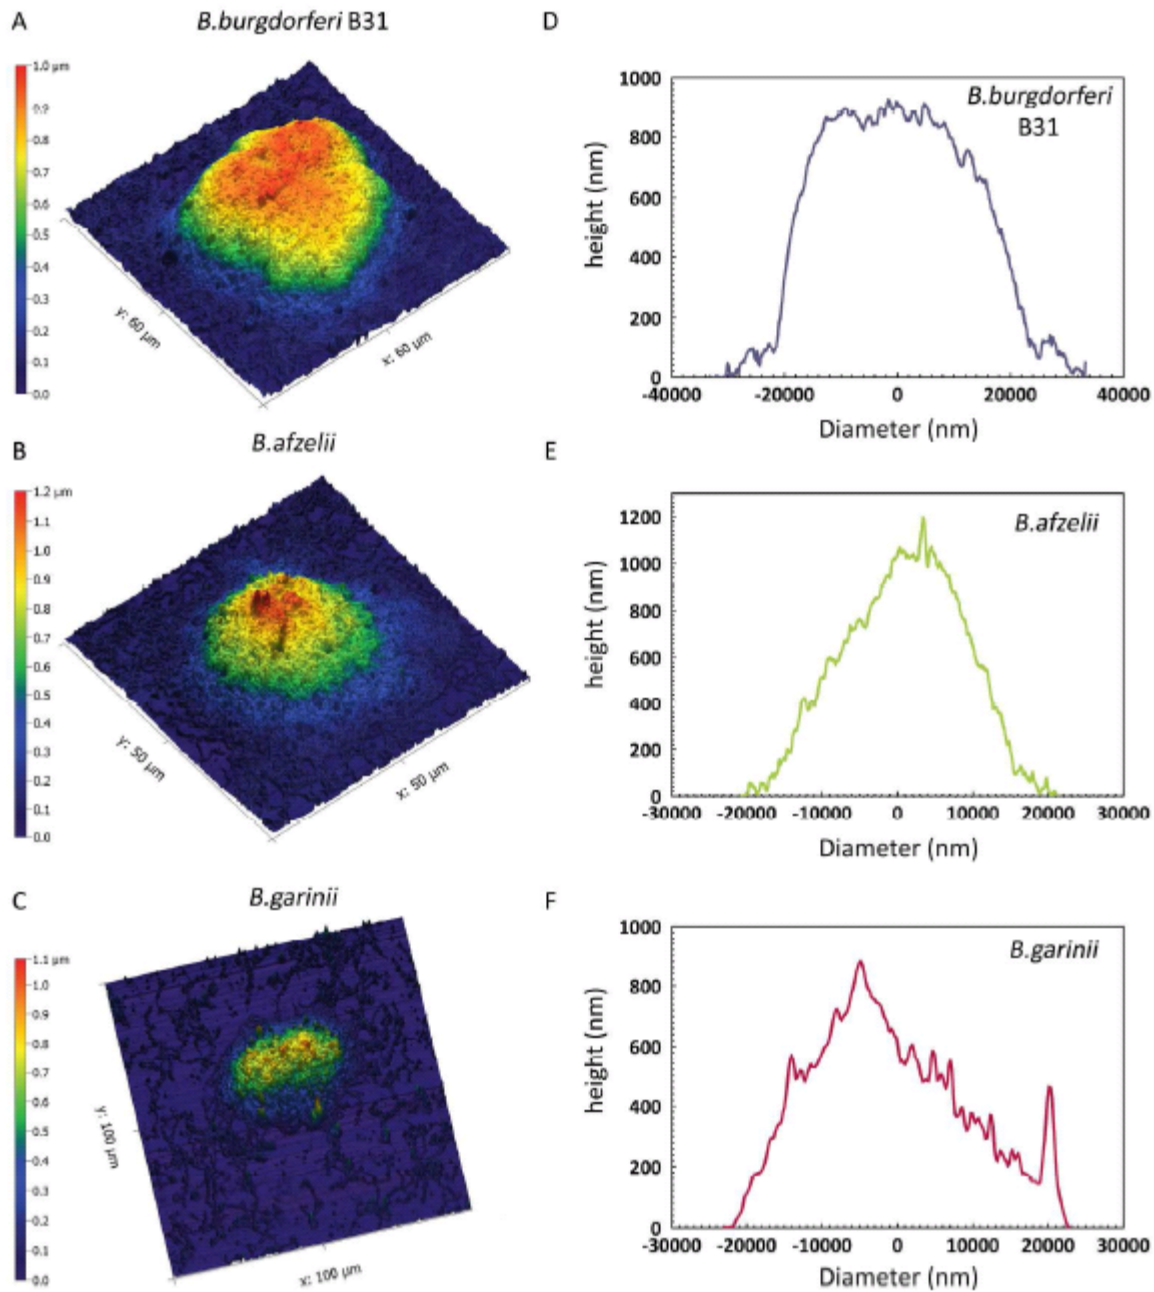 A
B.burgdorferi B31
1.0 µm
0.9
0.8
0.7
0.6
0.5
0.4
0.3
0.2
0.1
0.0
y: 60 µm
x: 60 µm
D
B.burgdorferi
B31
1000
800
600
400
200
0
height (nm)
-40000 -20000 0 20000 40000
Diameter (nm)
B
B.afzelii
1.2 µm
1.1
1.0
0.9
0.8
0.7
0.6
0.5
0.4
0.3
0.2
0.1
0.0
y: 50 µm
x: 50 µm
E
B.afzelii
1200
1000
800
600
400
200
0
height (nm)
-30000 -20000 -10000 0 10000 20000 30000
Diameter (nm)
C
B.garinii
1.1 µm
1.0
0.9
0.8
0.7
0.6
0.5
0.4
0.3
0.2
0.1
0.0
y: 100 µm
x: 100 µm
F
B.garinii
1000
800
600
400
200
0
height (nm)
-30000 -20000 -10000 0 10000 20000 30000
Diameter (nm)